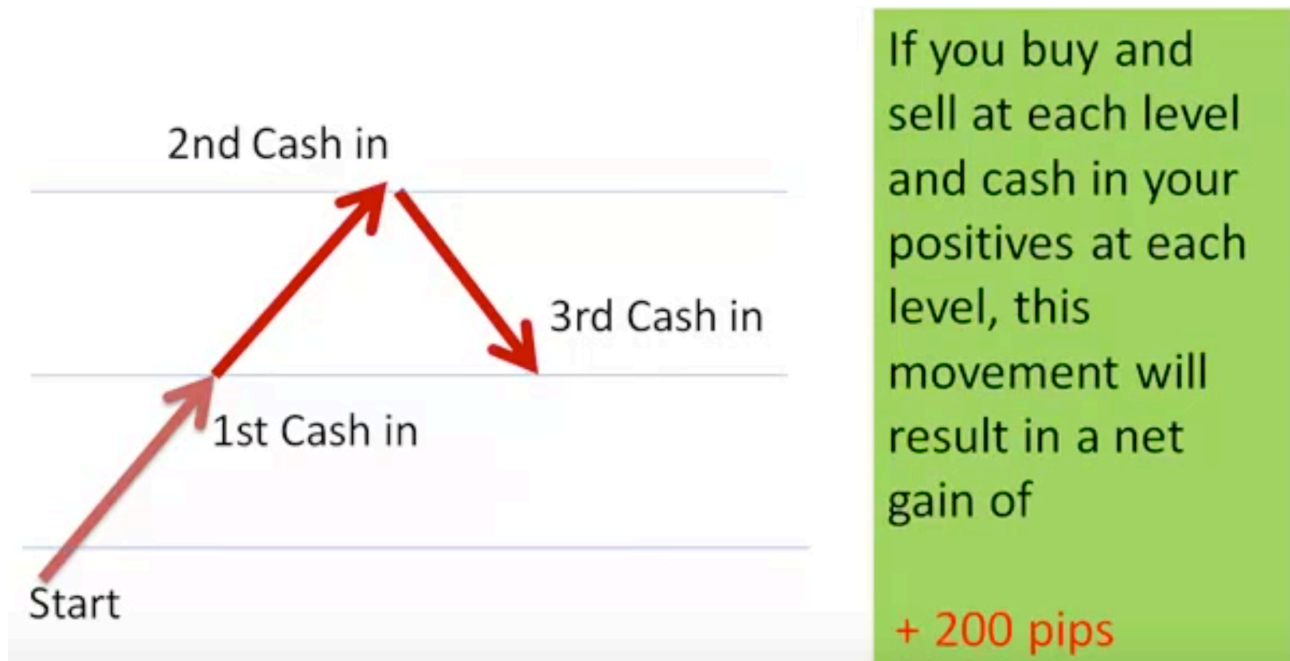 2nd Cash in
3rd Cash in
1st Cash in
Start
If you buy and
sell at each level
and cash in your
positives at each
level, this
movement will
result in a net
gain of
+ 200 pips